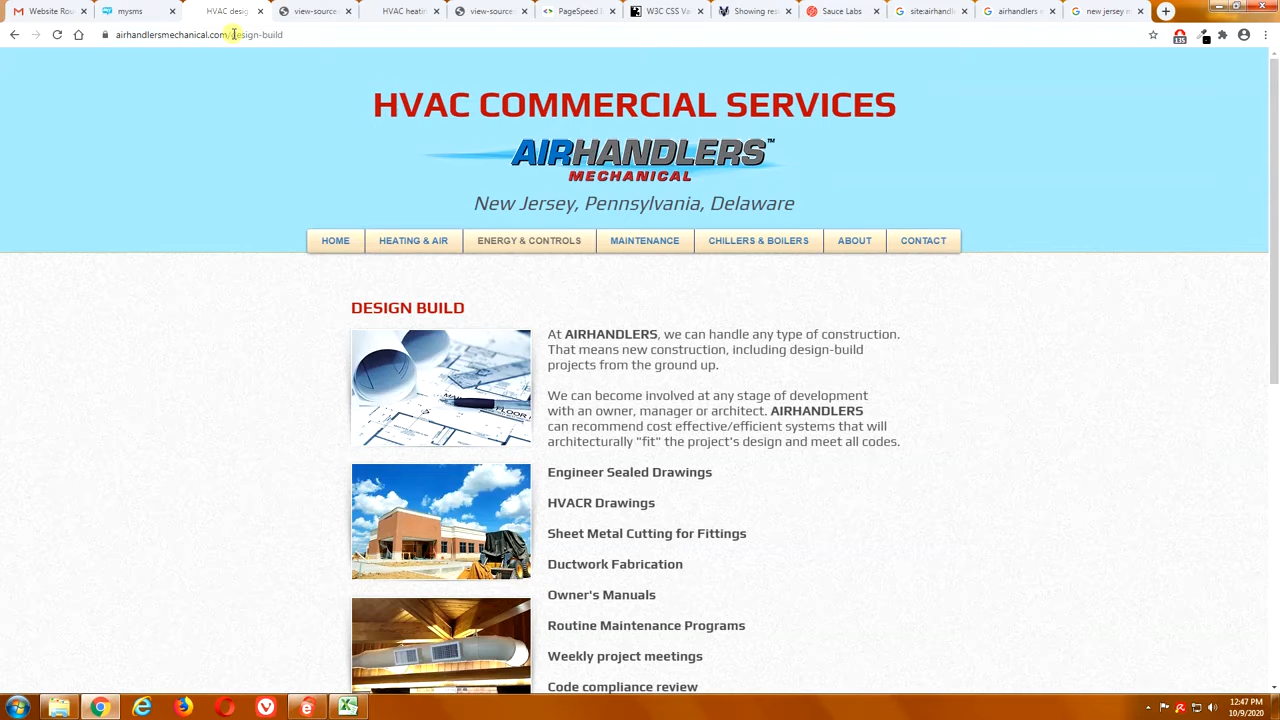 Website Rou
mysms
HVAC desig
view-source
HVAC heatin
view-source
PageSpeed I
W3C CSS Va
Showing res
Sauce Labs
site:airhandl
airhandlers
new jersey m
airhandlersmechanical.com/design-build
135
HVAC COMMERCIAL SERVICES
AIRHANDLERS™
MECHANICAL
New Jersey, Pennsylvania, Delaware
HOME HEATING & AIR ENERGY & CONTROLS MAINTENANCE CHILLERS & BOILERS ABOUT CONTACT
DESIGN BUILD
At AIRHANDLERS, we can handle any type of construction.
That means new construction, including design-build
projects from the ground up.
We can become involved at any stage of development
with an owner, manager or architect. AIRHANDLERS
can recommend cost effective/efficient systems that will
architecturally "fit" the project's design and meet all codes.
Engineer Sealed Drawings
HVACR Drawings
Sheet Metal Cutting for Fittings
Ductwork Fabrication
Owner's Manuals
Routine Maintenance Programs
Weekly project meetings
Code compliance review
12:47 PM
10/9/2020